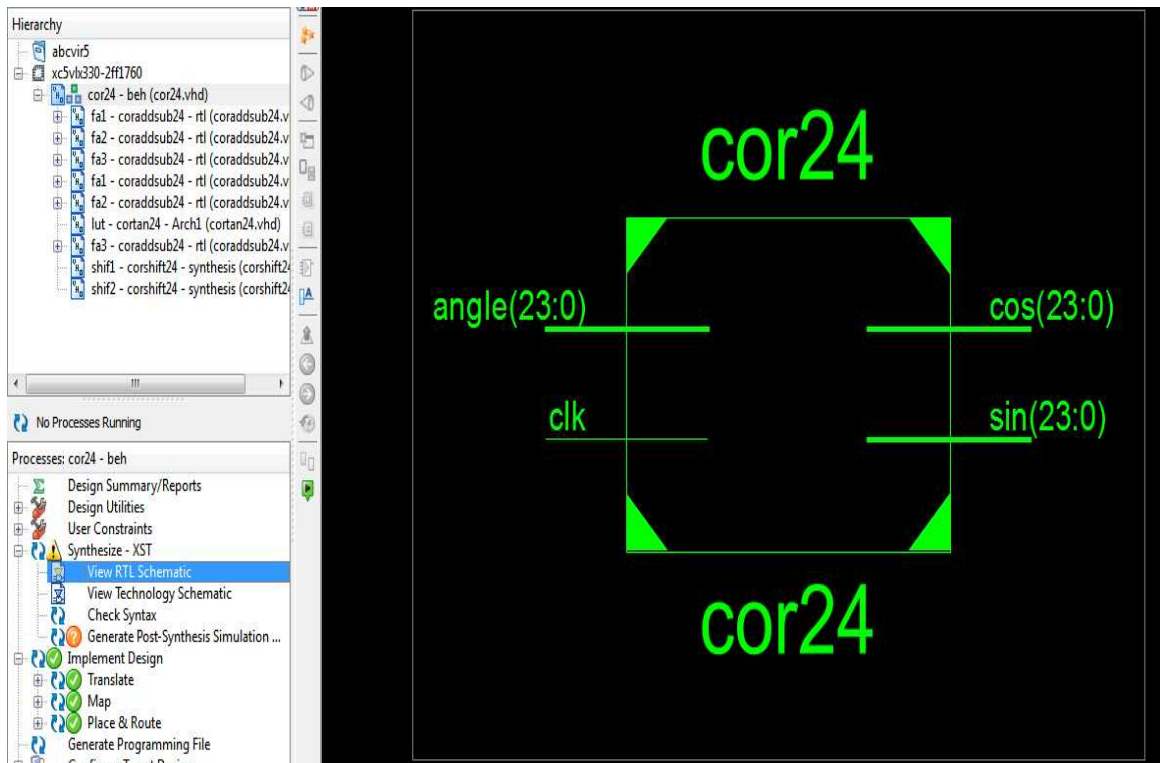 Hierarchy
abcvir5
xc5vlx330-2ff1760
cor24 - beh (cor24.vhd)
fa1 - coraddsub24 - rtl (coraddsub24.v
fa2 - coraddsub24 - rtl (coraddsub24.v
fa3 - coraddsub24 - rtl (coraddsub24.v
fa1 - coraddsub24 - rtl (coraddsub24.v
fa2 - coraddsub24 - rtl (coraddsub24.v
lut - cortan24 - Arch1 (cortan24.vhd)
fa3 - coraddsub24 - rtl (coraddsub24.v
shif1 - corshift24 - synthesis (corshift24
shif2 - corshift24 - synthesis (corshift24
No Processes Running
Processes: cor24 - beh
Design Summary/Reports
Design Utilities
User Constraints
Synthesize - XST
View RTL Schematic
View Technology Schematic
Check Syntax
Generate Post-Synthesis Simulation ...
Implement Design
Translate
Map
Place & Route
Generate Programming File
cor24
angle(23:0)
cos(23:0)
clk
sin(23:0)
cor24